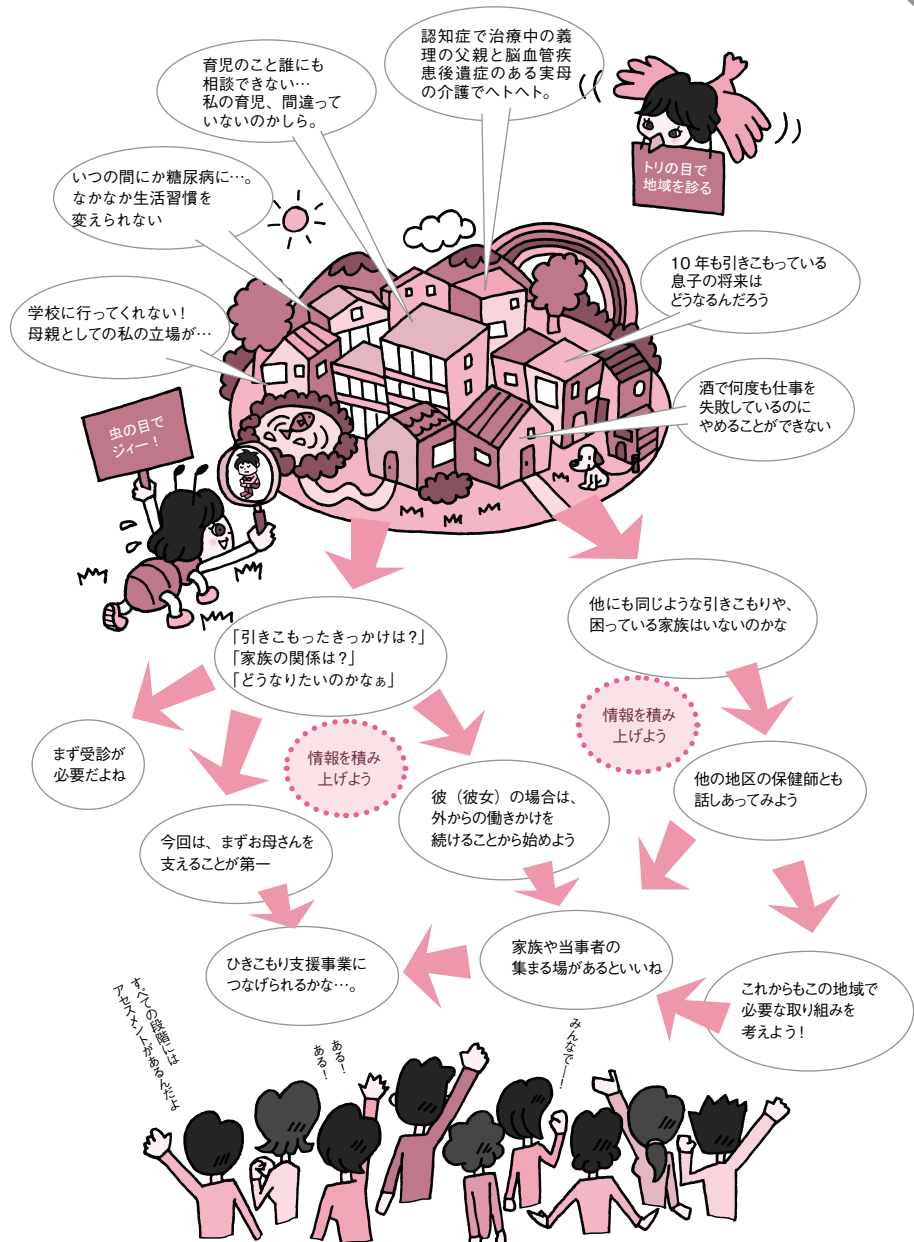 認知症で治療中の義
理の父親と脳血管疾
患後遺症のある実母
の介護でヘトヘト。
育児のこと誰にも
相談できない…
私の育児、間違って
いないのかしら。
トリの目で
地域を診る
いつの間にか糖尿病に…。
なかなか生活習慣を
変えられない
10年も引きこもっている
息子の将来は
どうなるんだろう
学校に行ってくれない！
母親としての私の立場が…
酒で何度も仕事を
失敗しているのに
やめることができない
虫の目で
ジィー！
「引きこもったきっかけは？」
「家族の関係は？」
「どうなりたいのかなぁ」
他にも同じような引きこもりや、
困っている家族はいないのかな
情報を積み
上げよう
情報を積み
上げよう
まず受診が
必要だよね
他の地区の保健師とも
話しあってみよう
彼（彼女）の場合は、
外からの働きかけを
続けることから始めよう
今回は、まずお母さんを
支えることが第一
家族や当事者の
集まる場があるといいね
ひきこもり支援事業に
つなげられるかな…。
これからもこの地域で
必要な取り組みを
考えよう！
すべての段階には
アセスメントがあるんだよ
ある！
ある！
みんなでー！